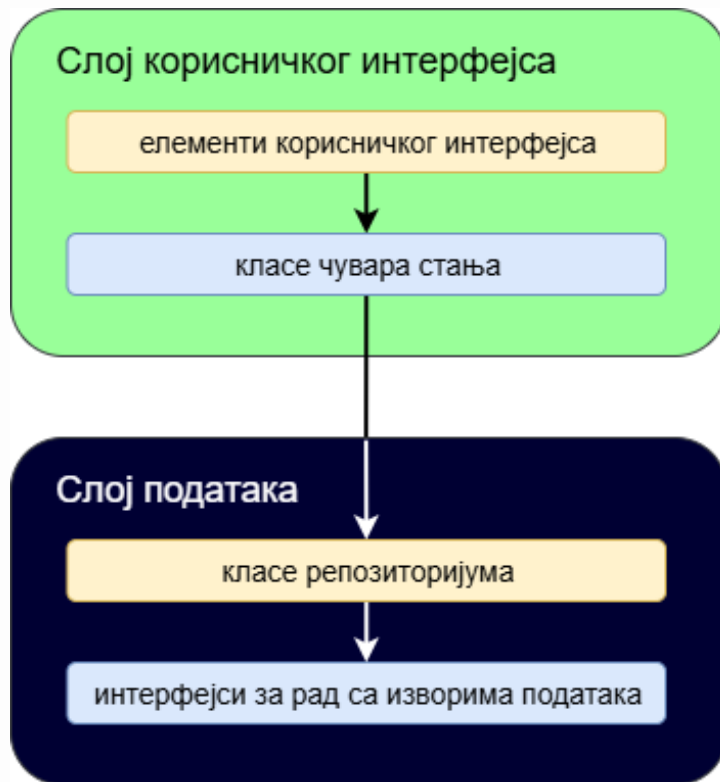 Слој корисничког интерфејса
елементи корисничког интерфејса
класе чувара стања
Слој података
класе репозиторијума
интерфејси за рад са изворима података